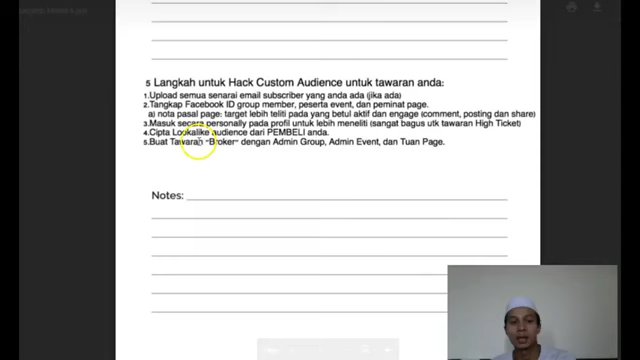 5 Langkah untuk Hack Custom Audience untuk tawaran anda:
1.Upload semua senarai email subscriber yang anda ada (jika ada)
2.Tangkap Facebook ID group member, peserta event, dan peminat page.
a) nota pasal page: target lebih teliti pada yang betul aktif dan engage (comment, posting dan share)
3.Masuk secara personally pada profil untuk lebih meneliti (sangat bagus utk tawaran High Ticket)
4.Cipta Lookalike audience dari PEMBELI anda.
5.Buat Tawaran "Broker" dengan Admin Group, Admin Event, dan Tuan Page.
Notes: